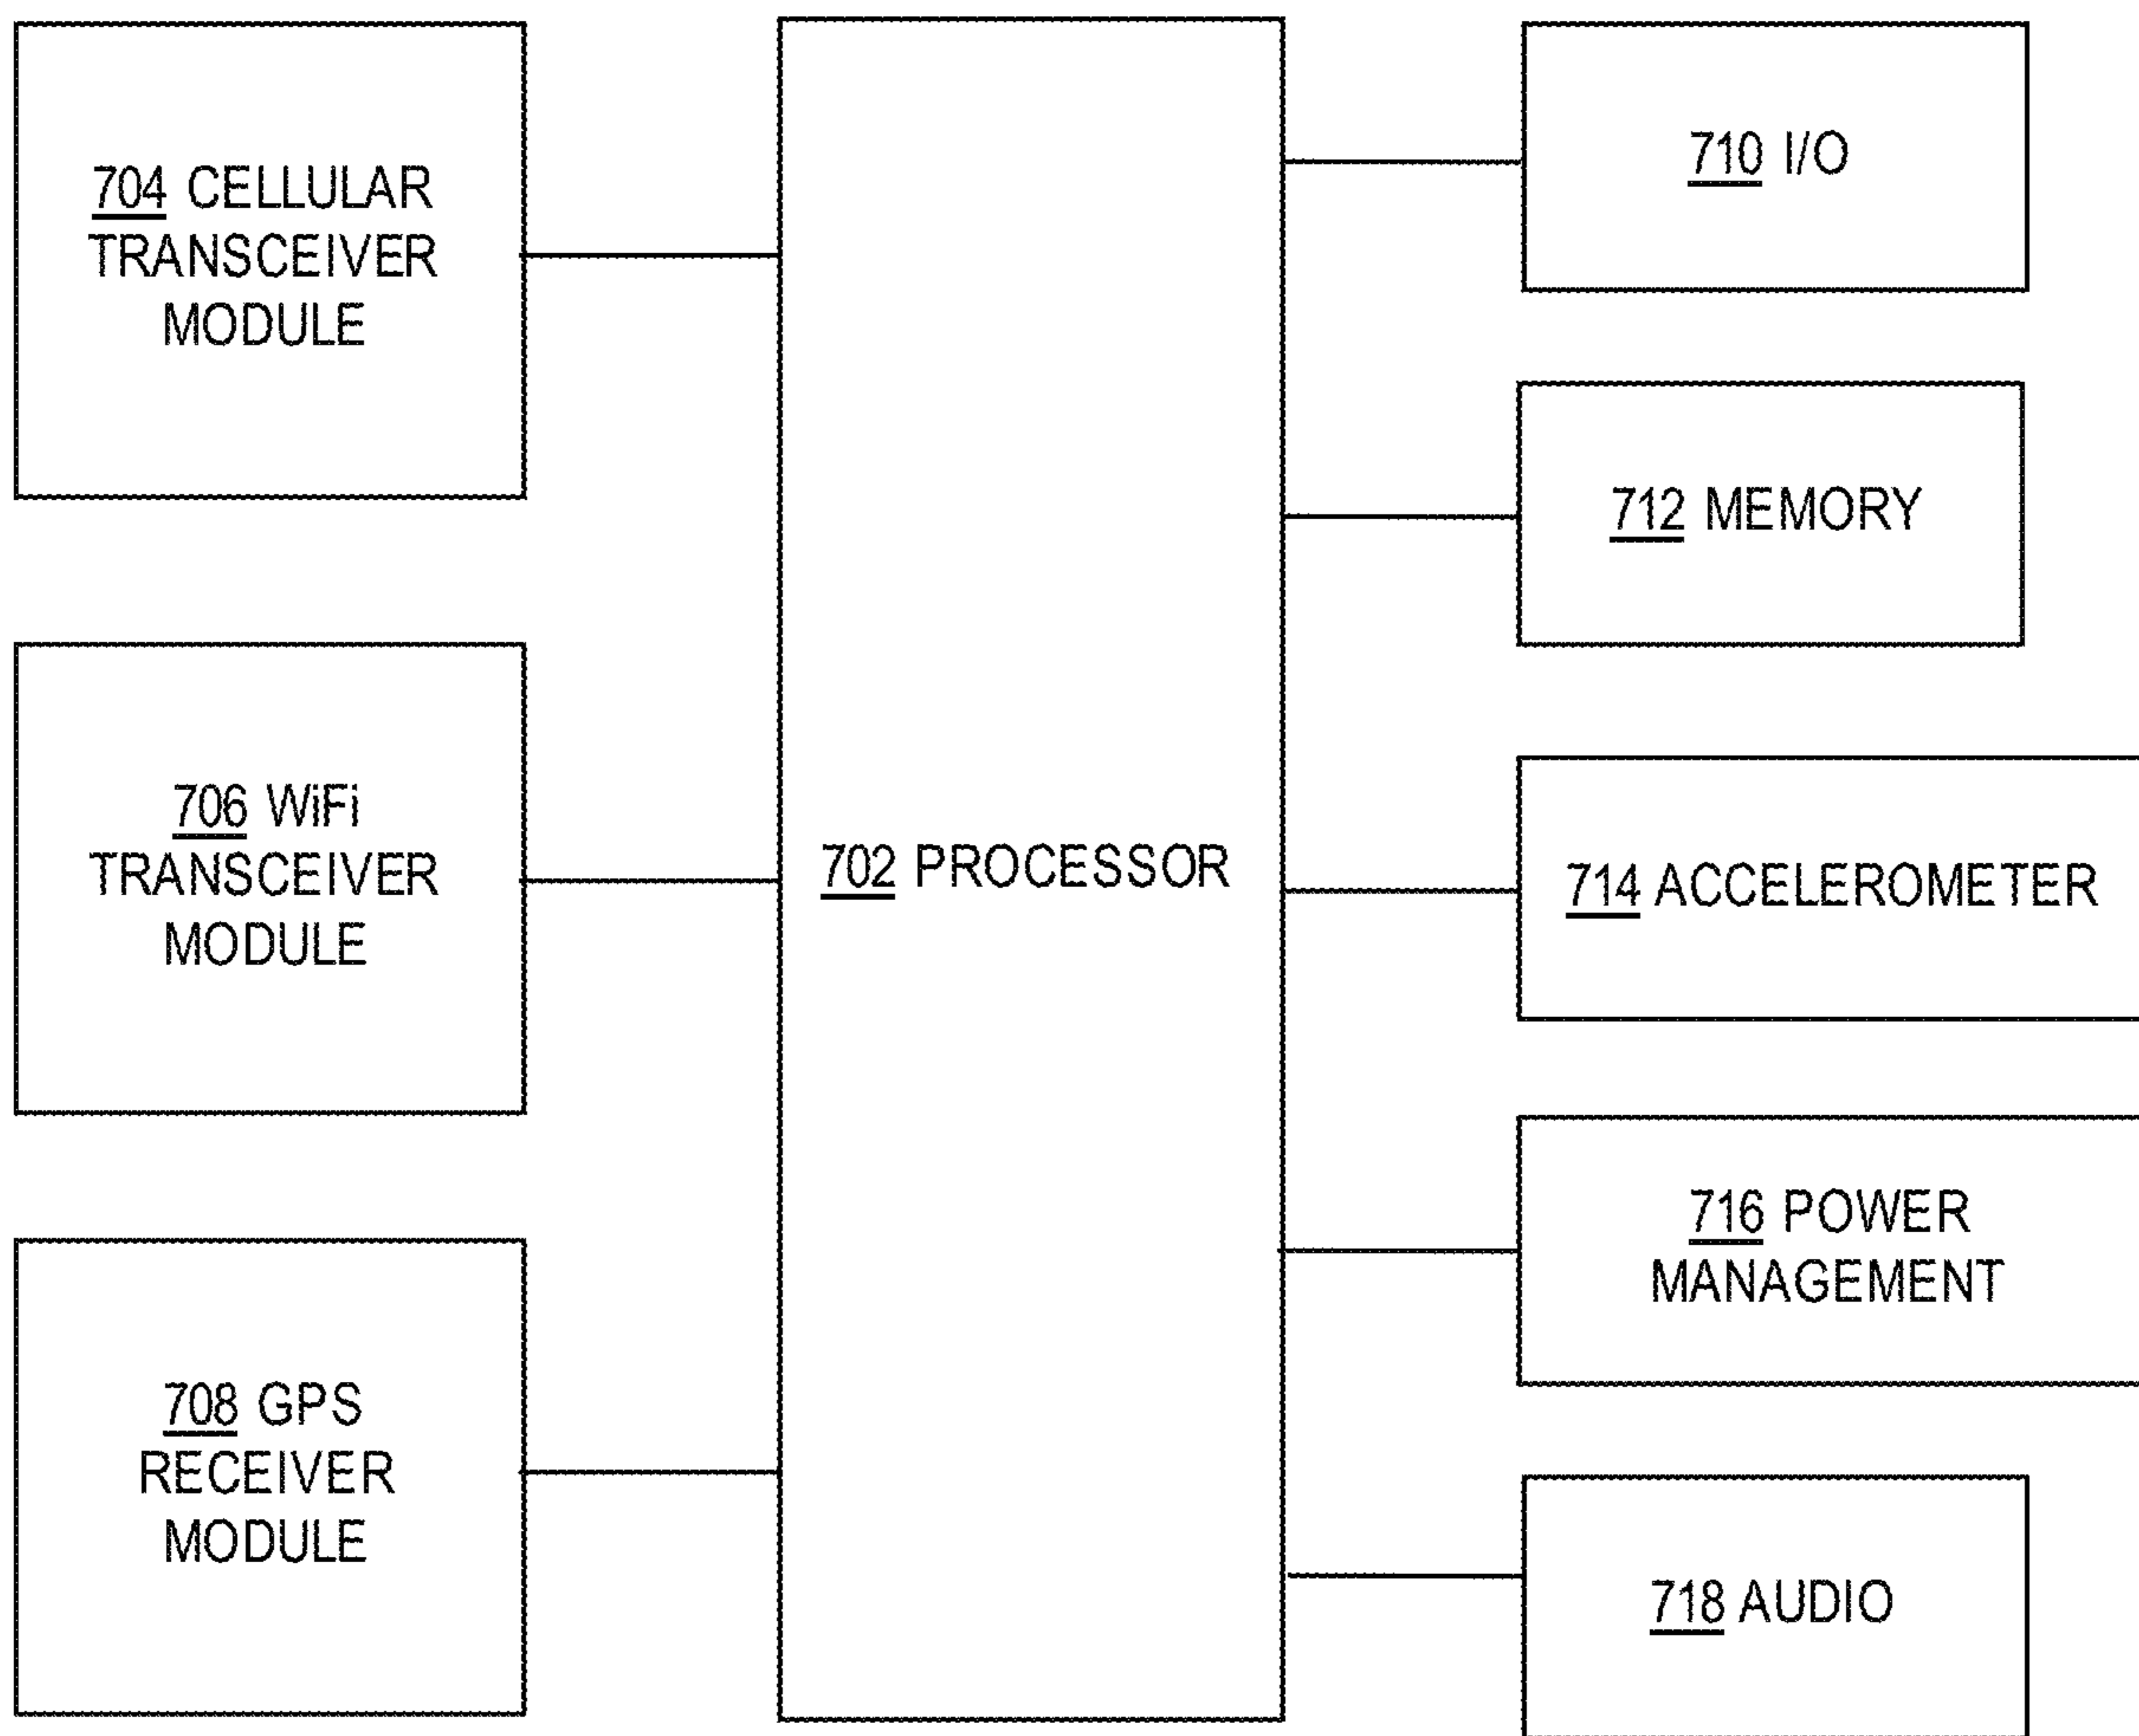 704 CELLULAR
TRANSCEIVER
MODULE
706 WiFi
TRANSCEIVER
MODULE
708 GPS
RECEIVER
MODULE
702 PROCESSOR
710 I/O
712 MEMORY
714 ACCELEROMETER
716 POWER
MANAGEMENT
718 AUDIO